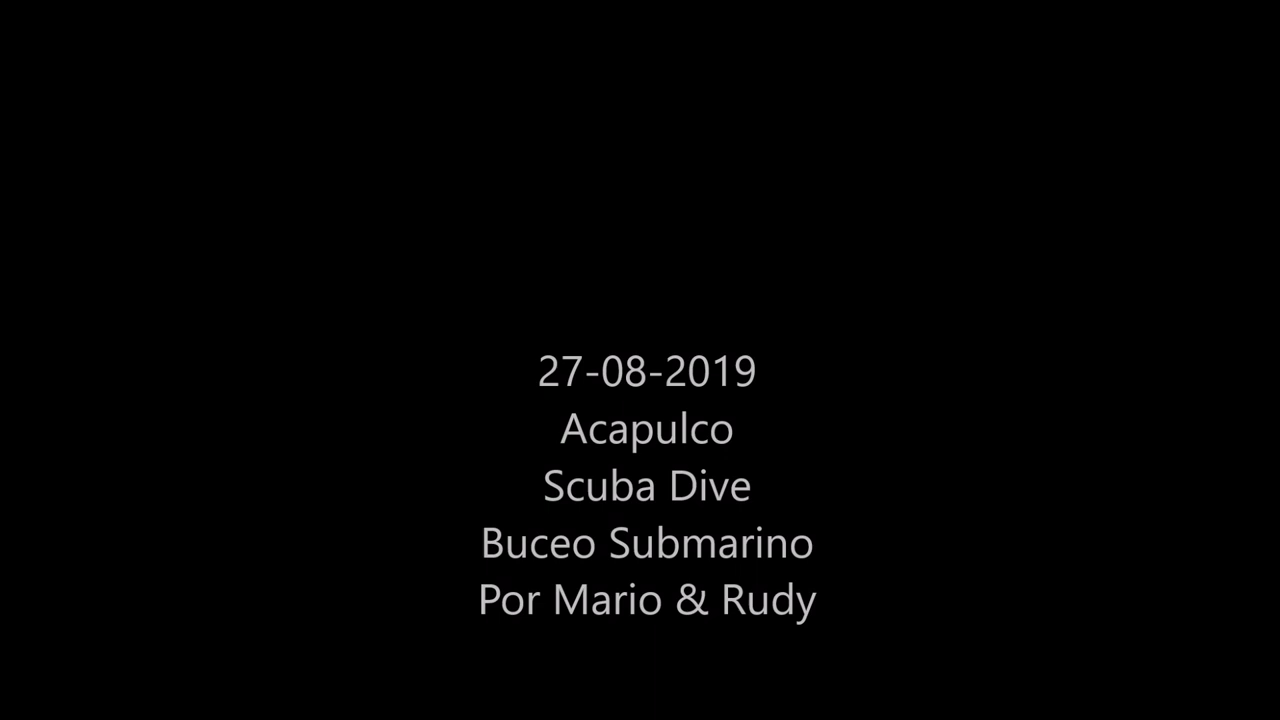 27-08-2019
Acapulco
Scuba Dive
Buceo Submarino
Por Mario & Rudy